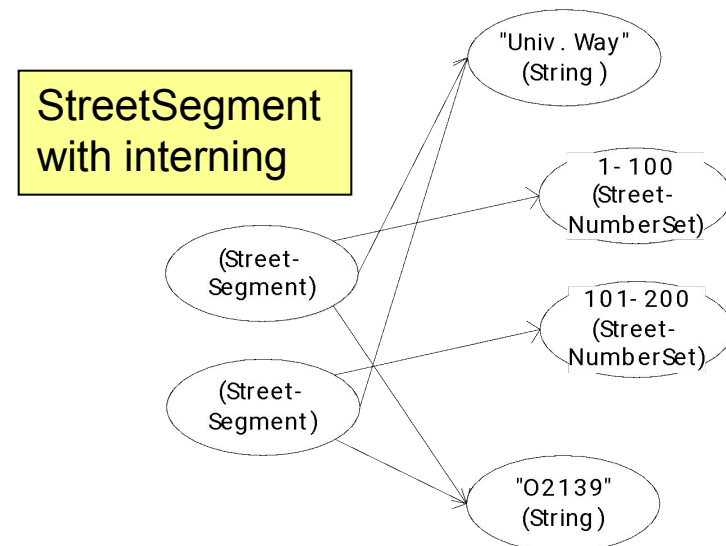 StreetSegment
with interning
"Univ. Way"
(String)
1-100
(Street-
NumberSet)
(Street-
Segment)
101-200
(Street-
NumberSet)
(Street-
Segment)
"O2139"
(String)